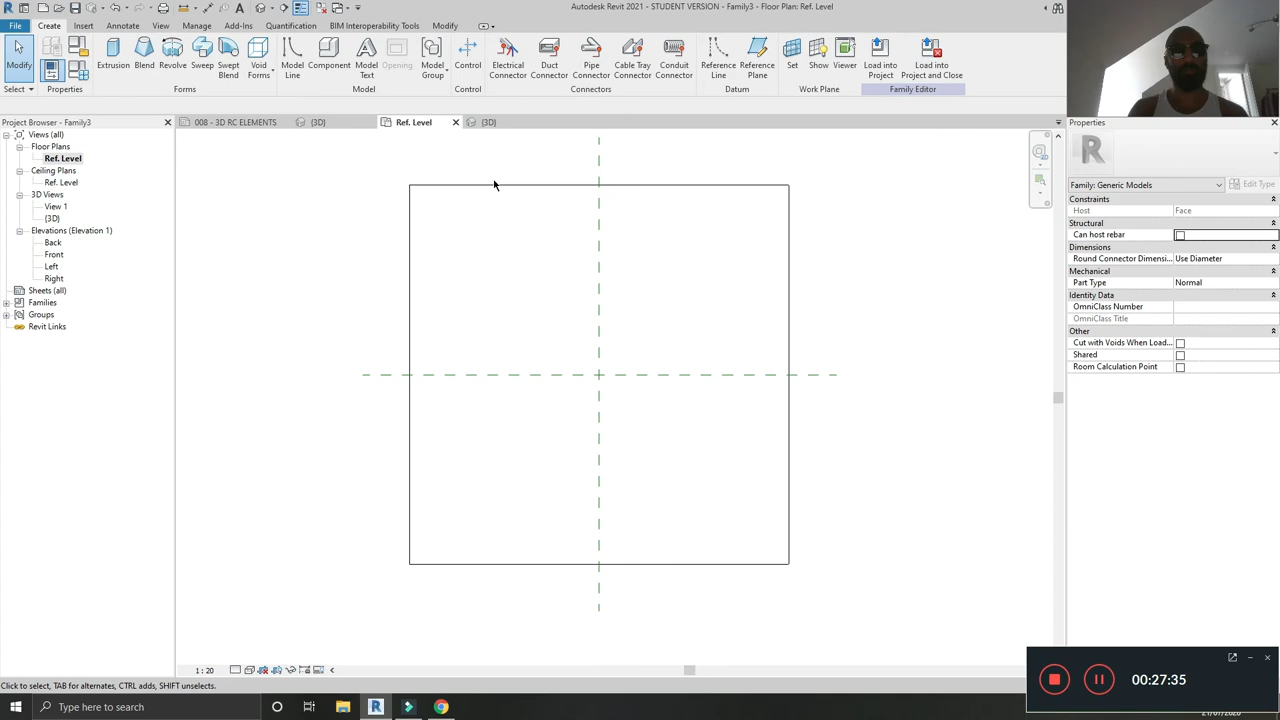 Autodesk Revit 2021 - STUDENT VERSION - Family3 - Floor Plan: Ref. Level
File Create Insert Annotate View Manage Add-Ins Quantification BIM Interoperability Tools Modify
Modify Extrusion Blend Revolve Sweep Swept Blend Void Forms Model Line Component Model Text Opening Model Group Control Electrical Connector Duct Connector Pipe Connector Cable Tray Connector Conduit Connector Reference Line Reference Plane Set Show Viewer Load into Project Load into Project and Close
Select Properties Forms Model Control Connectors Datum Work Plane Family Editor
Project Browser - Family3
008 - 3D RC ELEMENTS {3D} Ref. Level {3D}
Views (all)
Floor Plans
Ref. Level
Ceiling Plans
Ref. Level
3D Views
View 1
{3D}
Elevations (Elevation 1)
Back
Front
Left
Right
Sheets (all)
Families
Groups
Revit Links
Properties
Family: Generic Models Edit Type
Constraints
Host Face
Structural
Can host rebar
Dimensions
Round Connector Dimensi... Use Diameter
Mechanical
Part Type Normal
Identity Data
OmniClass Number
OmniClass Title
Other
Cut with Voids When Load...
Shared
Room Calculation Point
1 : 20
Click to select, TAB for alternates, CTRL adds, SHIFT unselects.
00:27:35
Type here to search